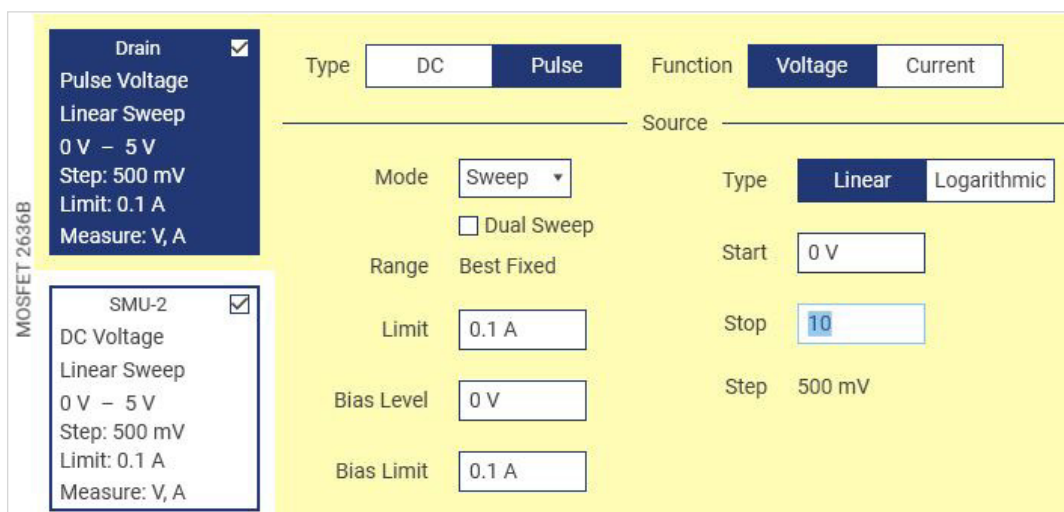 MOSFET 2636B
Drain
Pulse Voltage
Linear Sweep
0 V – 5 V
Step: 500 mV
Limit: 0.1 A
Measure: V, A
SMU-2
DC Voltage
Linear Sweep
0 V – 5 V
Step: 500 mV
Limit: 0.1 A
Measure: V, A
Type DC Pulse Function Voltage Current
Source
Mode Sweep
Dual Sweep
Range Best Fixed
Limit 0.1 A
Bias Level 0 V
Bias Limit 0.1 A
Type Linear Logarithmic
Start 0 V
Stop 10
Step 500 mV